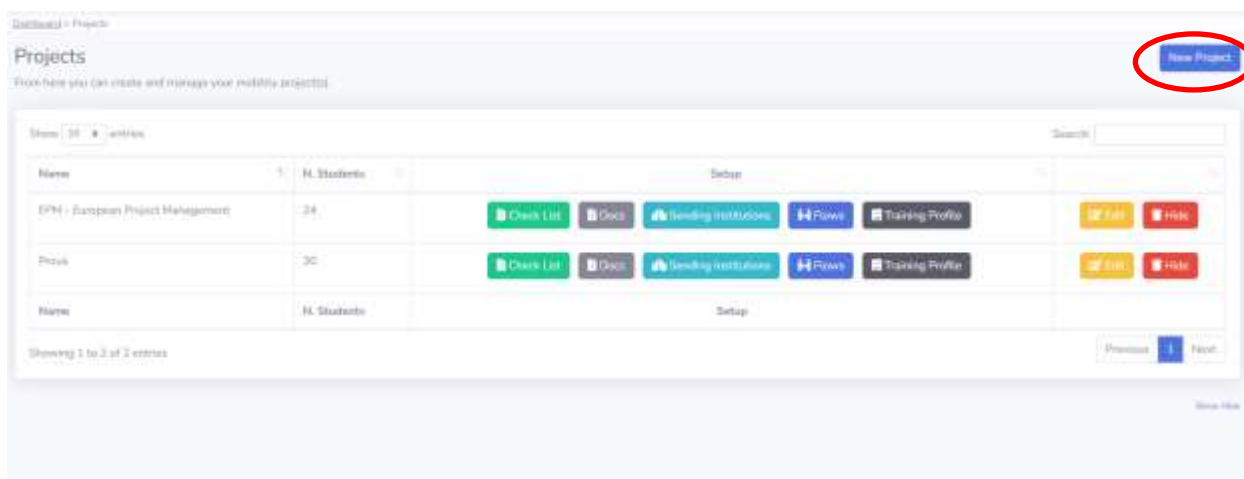 Dashboard > Projects
Projects
New Project
From here you can create and manage your mobility project(s).
Show 10 entries
Search:
Name N. Students Setup
EPM - European Project Management 24 Check List Docs Sending Institutions Flows Training Profile Edit Hide
Prova 30 Check List Docs Sending Institutions Flows Training Profile Edit Hide
Name N. Students Setup
Showing 1 to 2 of 2 entries
Previous 1 Next